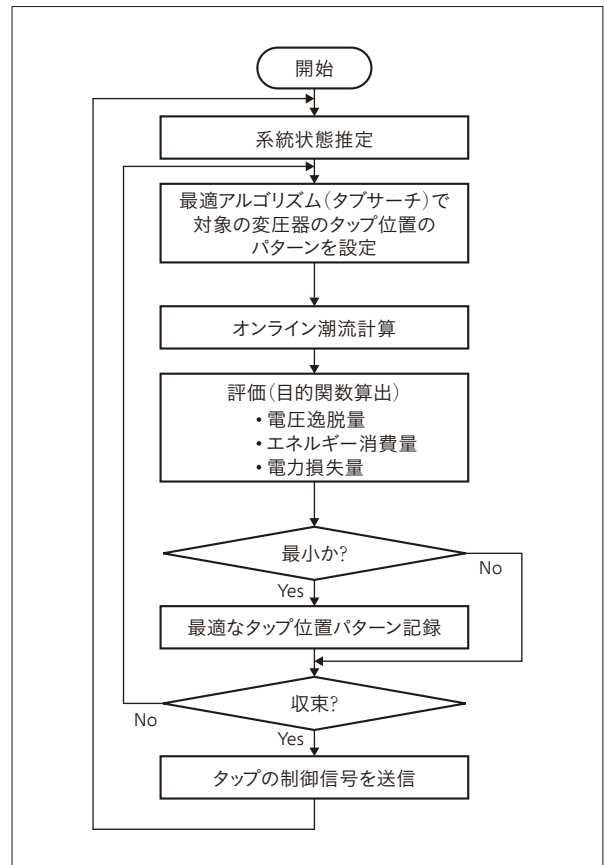 開始
系統状態推定
最適アルゴリズム(タブサーチ)で
対象の変圧器のタップ位置の
パターンを設定
オンライン潮流計算
評価(目的関数算出)
・電圧逸脱量
・エネルギー消費量
・電力損失量
最小か?
No
Yes
最適なタップ位置パターン記録
収束?
No
Yes
タップの制御信号を送信